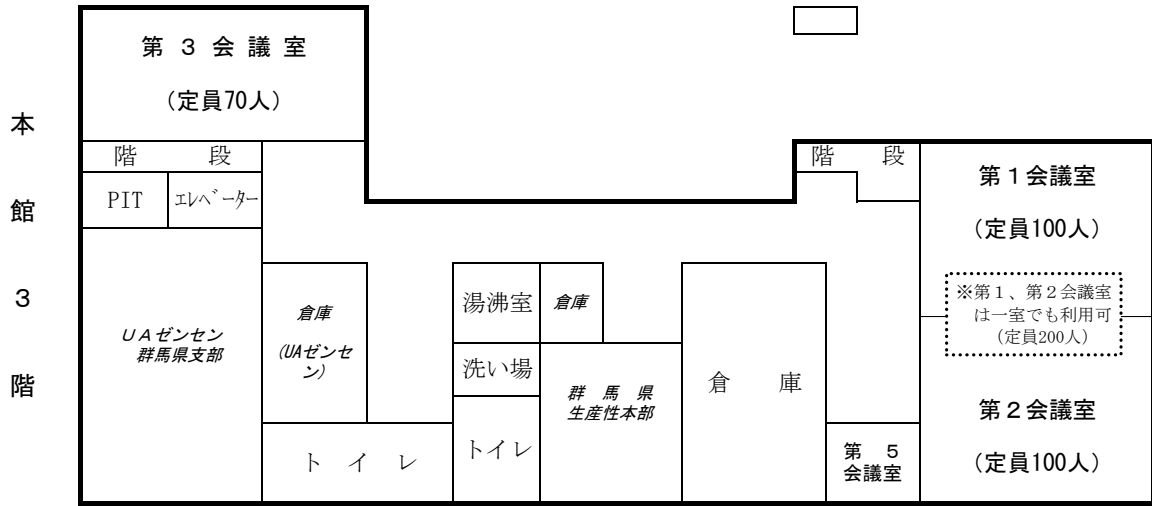 本館3階
第 3 会 議 室
(定員70人)
階 段
PIT
エレベーター
UAゼンセン
群馬県支部
倉庫
(UAゼンセ
ン)
ト イ レ
湯沸室
洗い場
トイレ
倉庫
群 馬 県
生産性本部
倉 庫
階 段
第 5
会議室
第1会議室
(定員100人)
※第1、第2会議室
は一室でも利用可
(定員200人)
第2会議室
(定員100人)